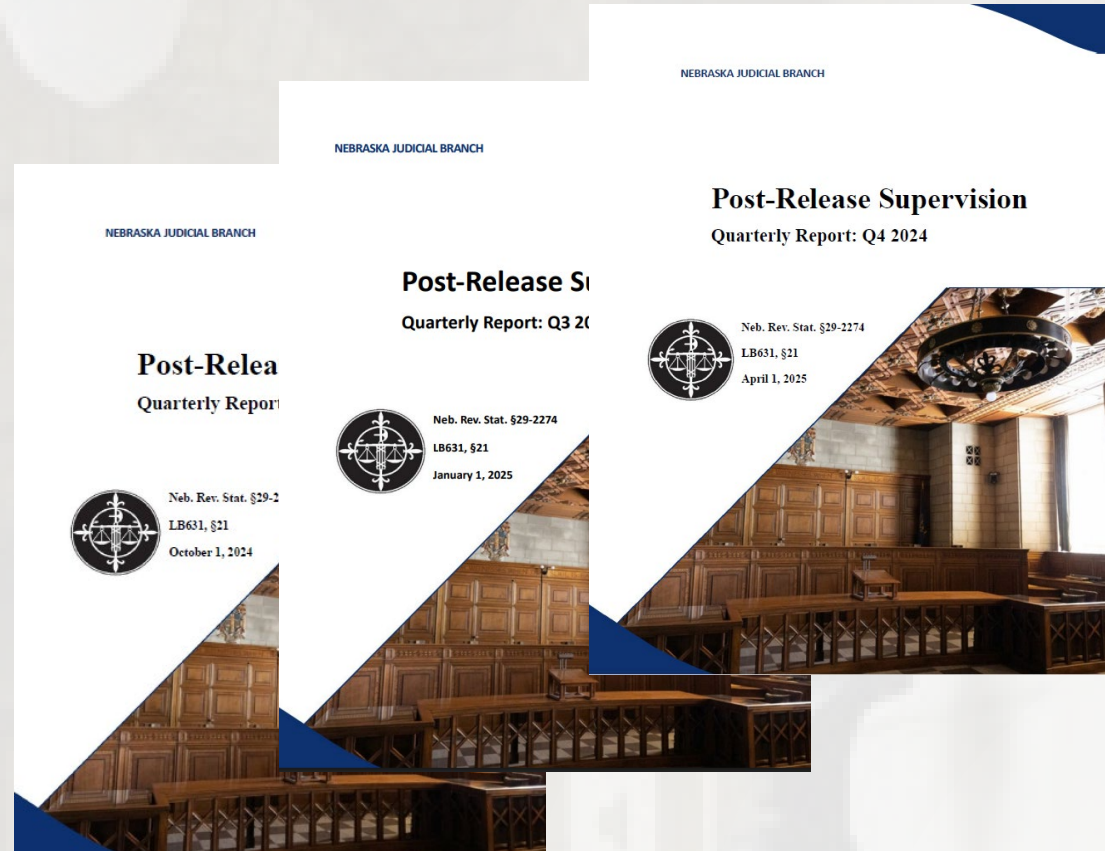 NEBRASKA JUDICIAL BRANCH
Post-Relea
Quarterly Report
Neb. Rev. Stat. §29-2
LB631, §21
October 1, 2024
NEBRASKA JUDICIAL BRANCH
Post-Release Su
Quarterly Report: Q3 20
Neb. Rev. Stat. §29-2274
LB631, §21
January 1, 2025
NEBRASKA JUDICIAL BRANCH
Post-Release Supervision
Quarterly Report: Q4 2024
Neb. Rev. Stat. §29-2274
LB631, §21
April 1, 2025